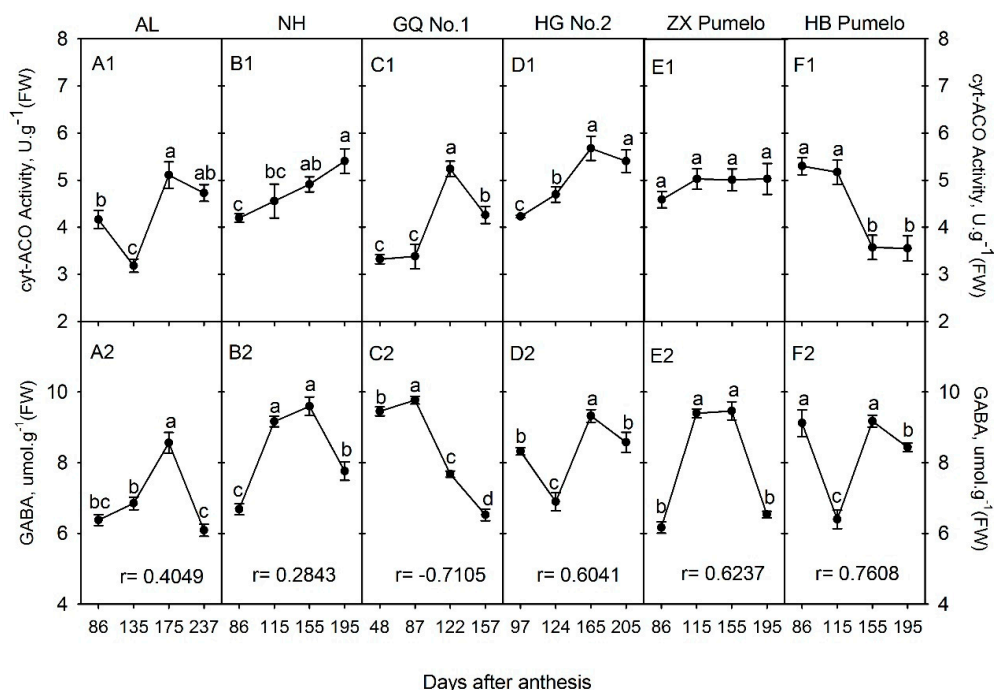 AL NH GQ No.1 HG No.2 ZX Pumelo HB Pumelo
8 8
A1 B1 C1 D1 E1 F1
7 7
6 6
5 5
4 4
3 3
2 2
cyt-ACO Activity, U.g-1(FW)
cyt-ACO Activity, U.g-1(FW)
b c a ab
c bc ab a
c c a b
c b a a
a a a a
a a b b
A2 B2 C2 D2 E2 F2
10 10
8 8
6 6
4 4
GABA, umol.g-1(FW)
GABA, umol.g-1(FW)
bc b a c
c a a b
b a c d
b c a b
b a a b
a c a b
r= 0.4049 r= 0.2843 r= -0.7105 r= 0.6041 r= 0.6237 r= 0.7608
86 135 175 237 86 115 155 195 48 87 122 157 97 124 165 205 86 115 155 195 86 115 155 195
Days after anthesis